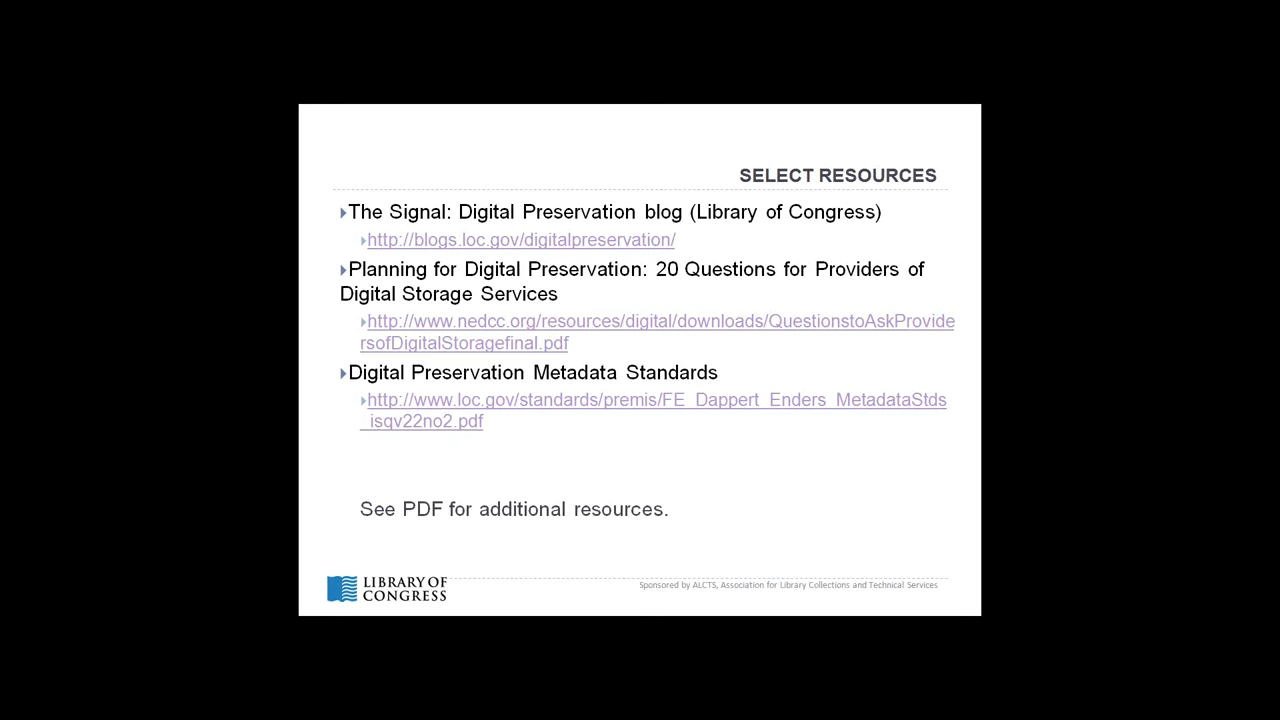 SELECT RESOURCES
The Signal: Digital Preservation blog (Library of Congress)
http://blogs.loc.gov/digitalpreservation/
Planning for Digital Preservation: 20 Questions for Providers of
Digital Storage Services
http://www.nedcc.org/resources/digital/downloads/QuestionstoAskProvide
rsofDigitalStoragefinal.pdf
Digital Preservation Metadata Standards
http://www.loc.gov/standards/premis/FE_Dappert_Enders_MetadataStds
_isqv22no2.pdf
See PDF for additional resources.
LIBRARY OF
CONGRESS
Sponsored by ALCTS, Association for Library Collections and Technical Services